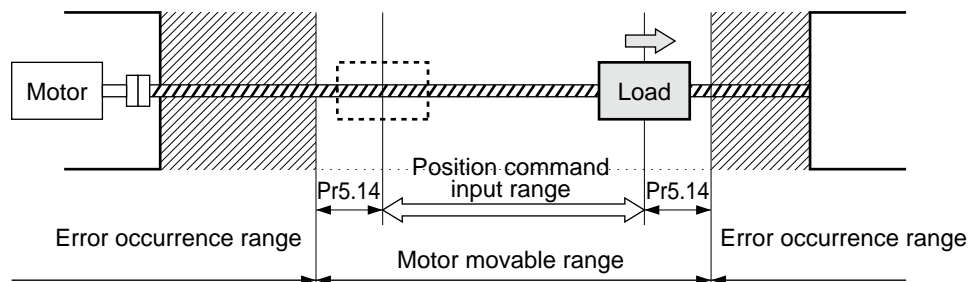 Motor
Load
Position command
input range
Pr5.14
Pr5.14
Error occurrence range
Motor movable range
Error occurrence range